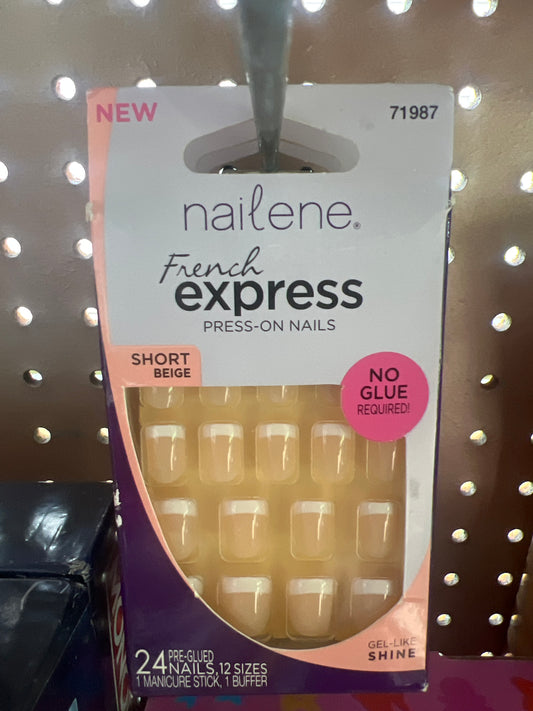 NEW
71987
nailene®
French
express
PRESS-ON NAILS
SHORT
BEIGE
NO
GLUE
REQUIRED!
GEL-LIKE
SHINE
24 PRE-GLUED
NAILS, 12 SIZES
1 MANICURE STICK, 1 BUFFER